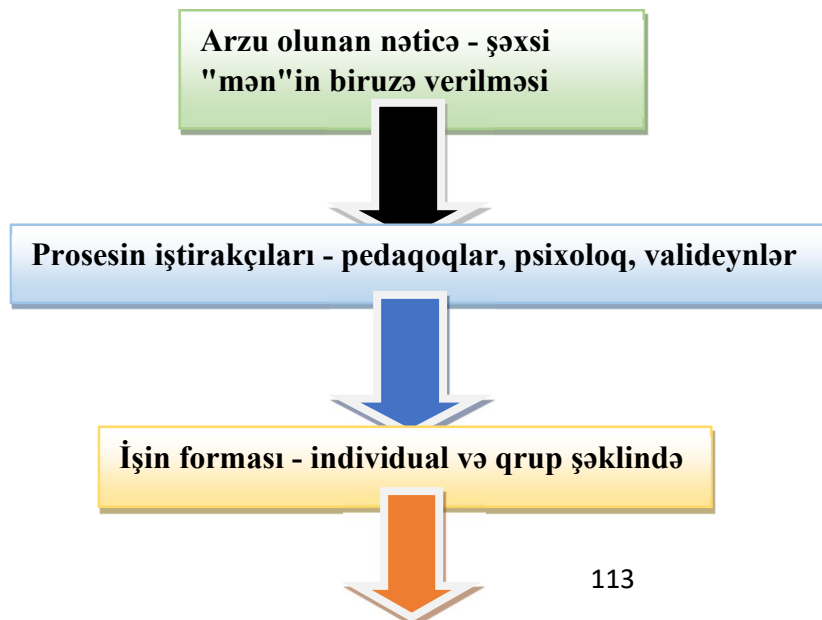 Arzu olunan nəticə - şəxsi
"mən"in biruzə verilməsi
Prosesin iştirakçıları - pedaqoqlar, psixoloq, valideynlər
İşin forması - individual və qrup şəklində
113